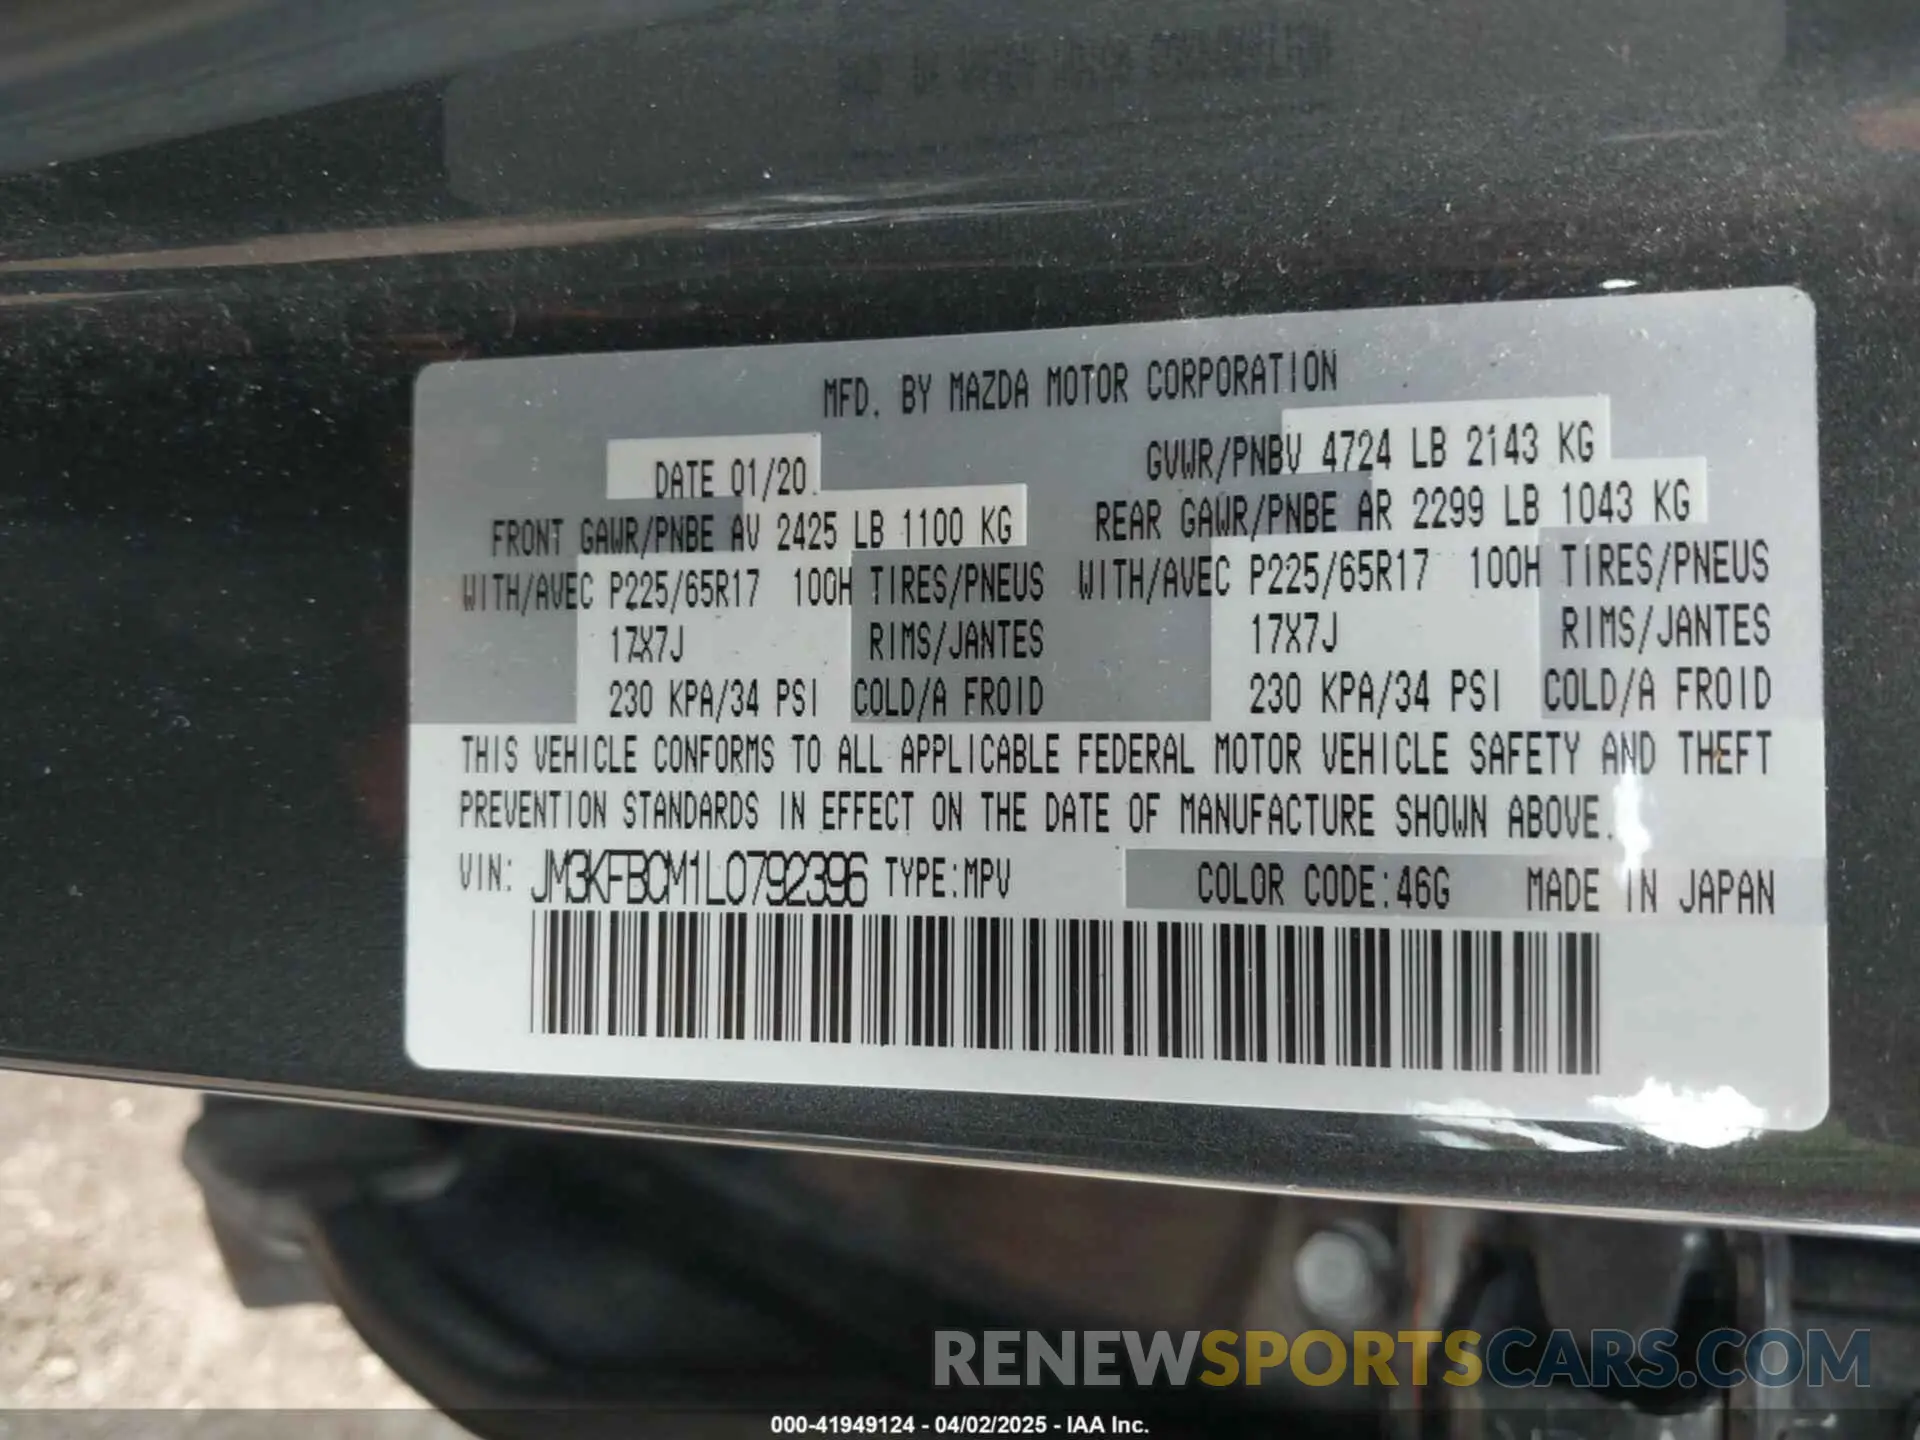 MFD. BY MAZDA MOTOR CORPORATION
DATE 01/20
GVWR/PNBV 4724 LB 2143 KG
FRONT GAWR/PNBE AV 2425 LB 1100 KG
REAR GAWR/PNBE AR 2299 LB 1043 KG
WITH/AVEC P225/65R17 100H TIRES/PNEUS
WITH/AVEC P225/65R17 100H TIRES/PNEUS
17X7J RIMS/JANTES
17X7J RIMS/JANTES
230 KPA/34 PSI COLD/A FROID
230 KPA/34 PSI COLD/A FROID
THIS VEHICLE CONFORMS TO ALL APPLICABLE FEDERAL MOTOR VEHICLE SAFETY AND THEFT
PREVENTION STANDARDS IN EFFECT ON THE DATE OF MANUFACTURE SHOWN ABOVE.
VIN: JM3KFBCM1L0792396 TYPE:MPV COLOR CODE:46G MADE IN JAPAN
RENEWSPORTSCARS.COM
000-41949124 - 04/02/2025 - IAA Inc.